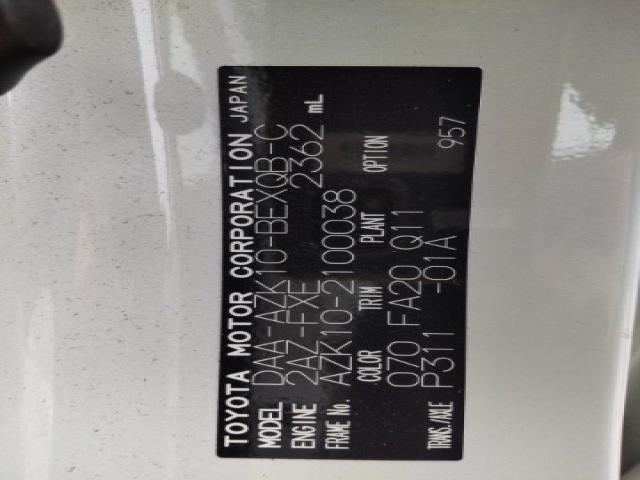 TOYOTA MOTOR CORPORATION JAPAN
MODEL DAA-AZK10-BEXQB-C
ENGINE 2AZ-FXE 2362 mL
FRAME No. AZK10-2100038
COLOR TRIM PLANT OPTION
070 FA20 Q11
TRANS./AXLE P311 -01A 957